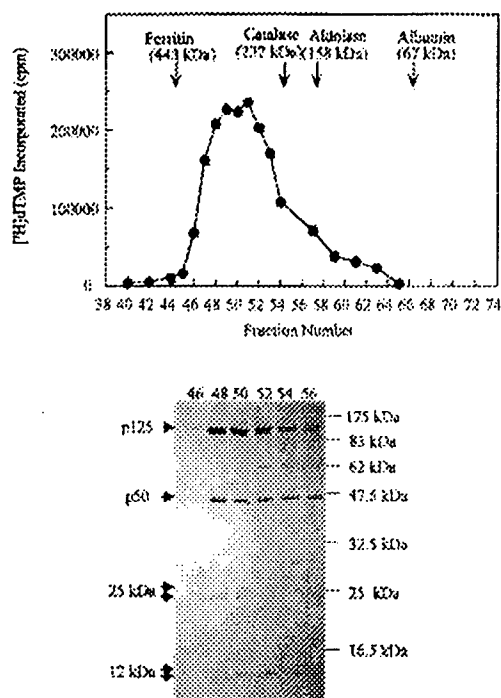 Ferritin Catalase Aldolase Albumin
(443 kDa) (232 kDa) (158 kDa) (67 kDa)
300000
200000
100000
0
[³H]dTMP Incorporated (cpm)
38 40 42 44 46 48 50 52 54 56 58 60 62 64 66 68 70 72 74
Fraction Number
46 48 50 52 54 56
p125
p50
25 kDa
12 kDa
175 kDa
83 kDa
62 kDa
47.5 kDa
32.5 kDa
25 kDa
16.5 kDa